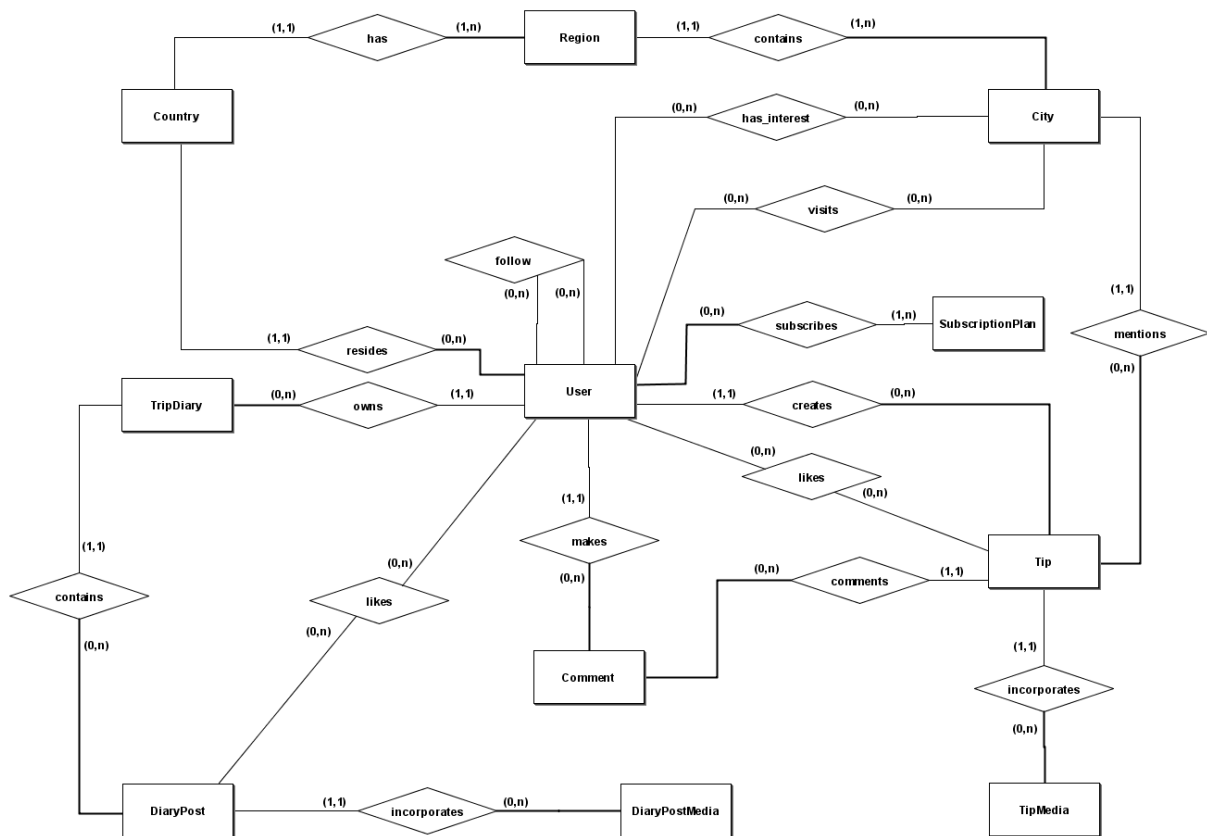 (1,1) has (1,n) Region (1,1) contains (1,n)
Country
(0,n) has_interest (0,n) City
(0,n) visits (0,n)
follow
(0,n) (0,n)
(0,n) subscribes (1,n) SubscriptionPlan
(1,1) mentions (0,n)
(1,1) resides (0,n)
User
TripDiary (0,n) owns (1,1)
(1,1) creates (0,n)
(0,n) likes (0,n)
(1,1) makes (0,n)
(1,1) contains (0,n)
(0,n) likes (0,n)
(0,n) comments (1,1) Tip
Comment
(1,1) incorporates (0,n)
DiaryPost (1,1) incorporates (0,n) DiaryPostMedia
TipMedia